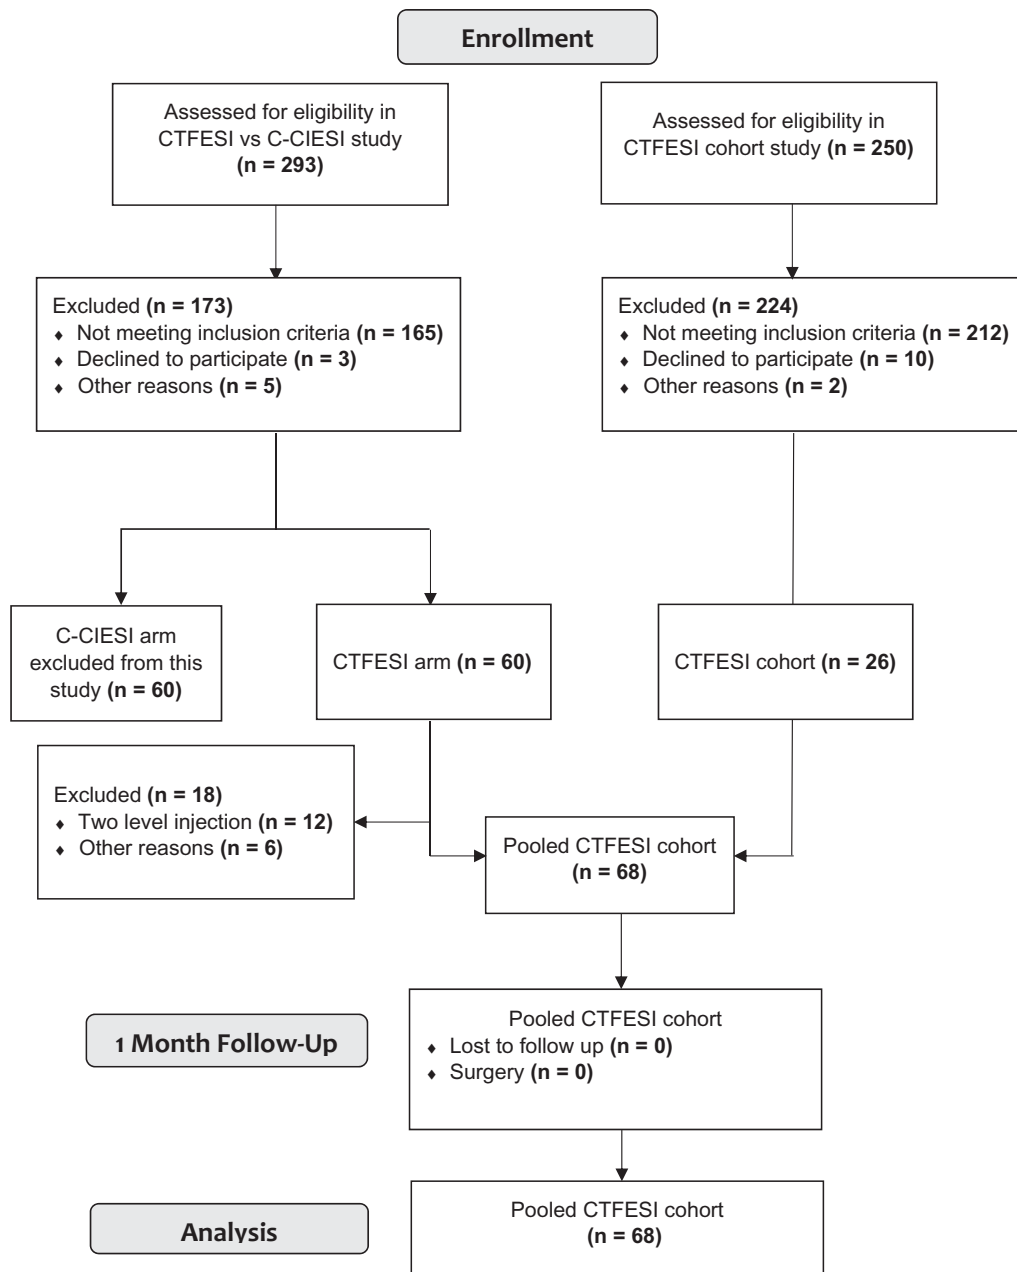 Enrollment
Assessed for eligibility in
CTFESI vs C-CIESI study
(n = 293)
Assessed for eligibility in
CTFESI cohort study (n = 250)
Excluded (n = 173)
♦ Not meeting inclusion criteria (n = 165)
♦ Declined to participate (n = 3)
♦ Other reasons (n = 5)
Excluded (n = 224)
♦ Not meeting inclusion criteria (n = 212)
♦ Declined to participate (n = 10)
♦ Other reasons (n = 2)
C-CIESI arm
excluded from this
study (n = 60)
CTFESI arm (n = 60)
CTFESI cohort (n = 26)
Excluded (n = 18)
♦ Two level injection (n = 12)
♦ Other reasons (n = 6)
Pooled CTFESI cohort
(n = 68)
1 Month Follow-Up
Pooled CTFESI cohort
♦ Lost to follow up (n = 0)
♦ Surgery (n = 0)
Analysis
Pooled CTFESI cohort
(n = 68)